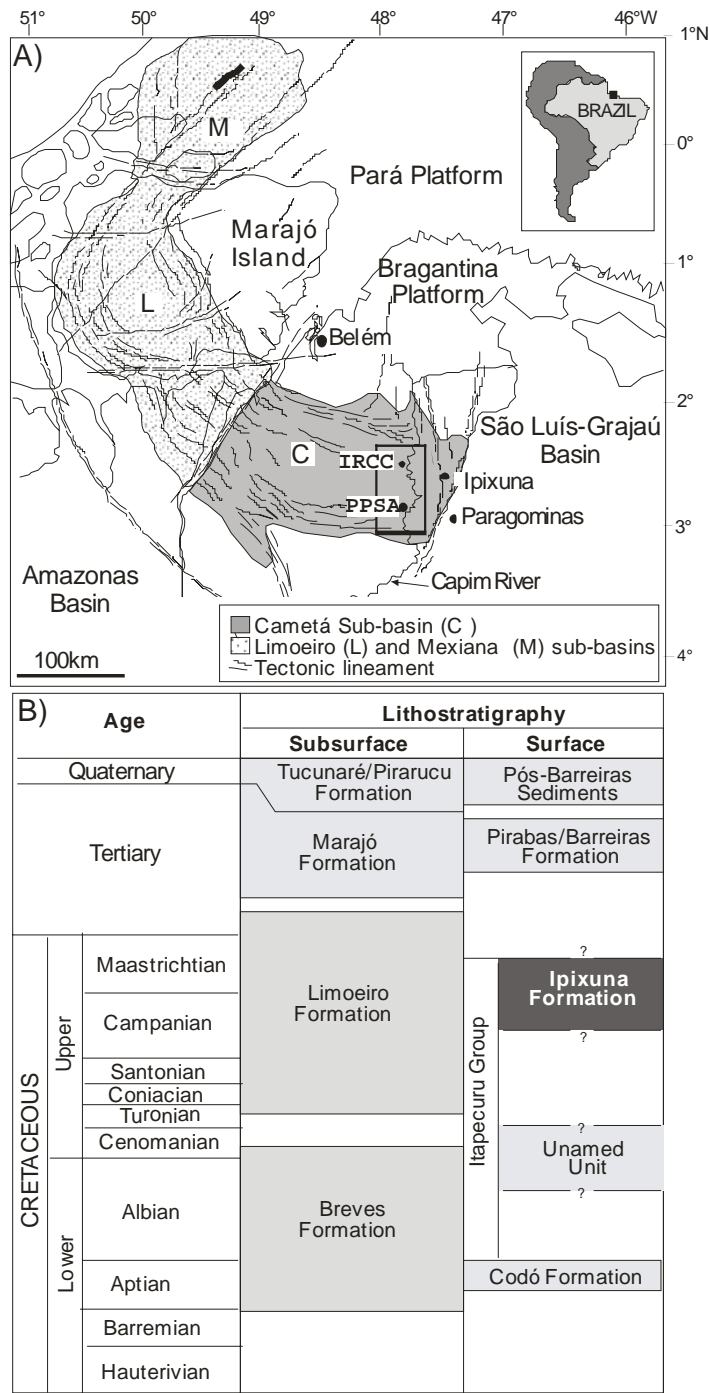 51° 50° 49° 48° 46°W
1°N
A)
M
BRAZIL
0°
Pará Platform
Marajó
Island
1°
Bragantina
Platform
L
Belém
2°
São Luís-Grajaú
Basin
C
IRCC
Ipixuna
PPSA
Paragominas
3°
Amazonas
Basin
Capim River
Cametá Sub-basin (C )
Limoeiro (L) and Mexiana (M) sub-basins
Tectonic lineament
100km
4°
B)
Age
Lithostratigraphy
Subsurface
Surface
Quaternary
Tucunaré/Pirarucu
Formation
Pós-Barreiras
Sediments
Tertiary
Marajó
Formation
Pirabas/Barreiras
Formation
CRETACEOUS
Upper
Maastrichtian
Campanian
Santonian
Coniacian
Turonian
Cenomanian
Lower
Albian
Aptian
Barremian
Hauterivian
Limoeiro
Formation
Breves
Formation
Itapecuru Group
?
Ipixuna
Formation
?
?
Unamed
Unit
?
Codó Formation